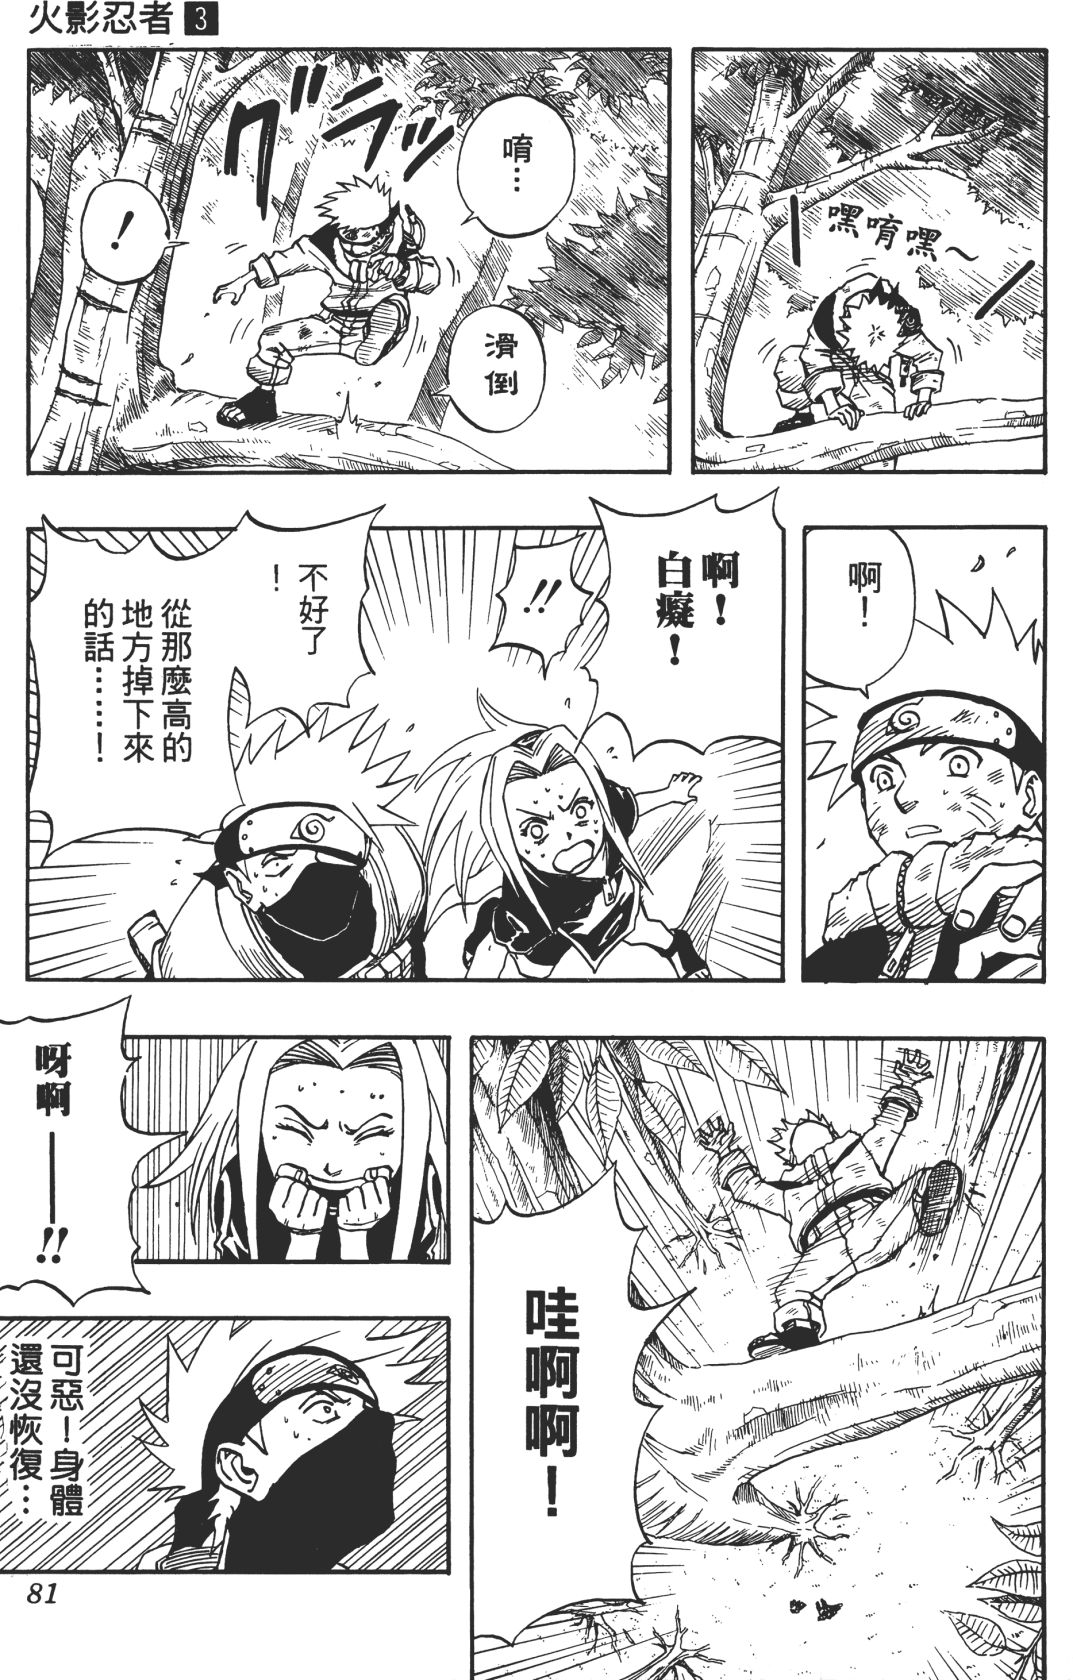 火影忍者 3
嘿唷嘿～
唷…
滑
倒
グラッ
！
啊！
啊！
白癡！
！！
不好了
！
從那麼高的
地方掉下來
的話………！
哇啊啊！
呀啊——！！
可惡！身體
還沒恢復…
81